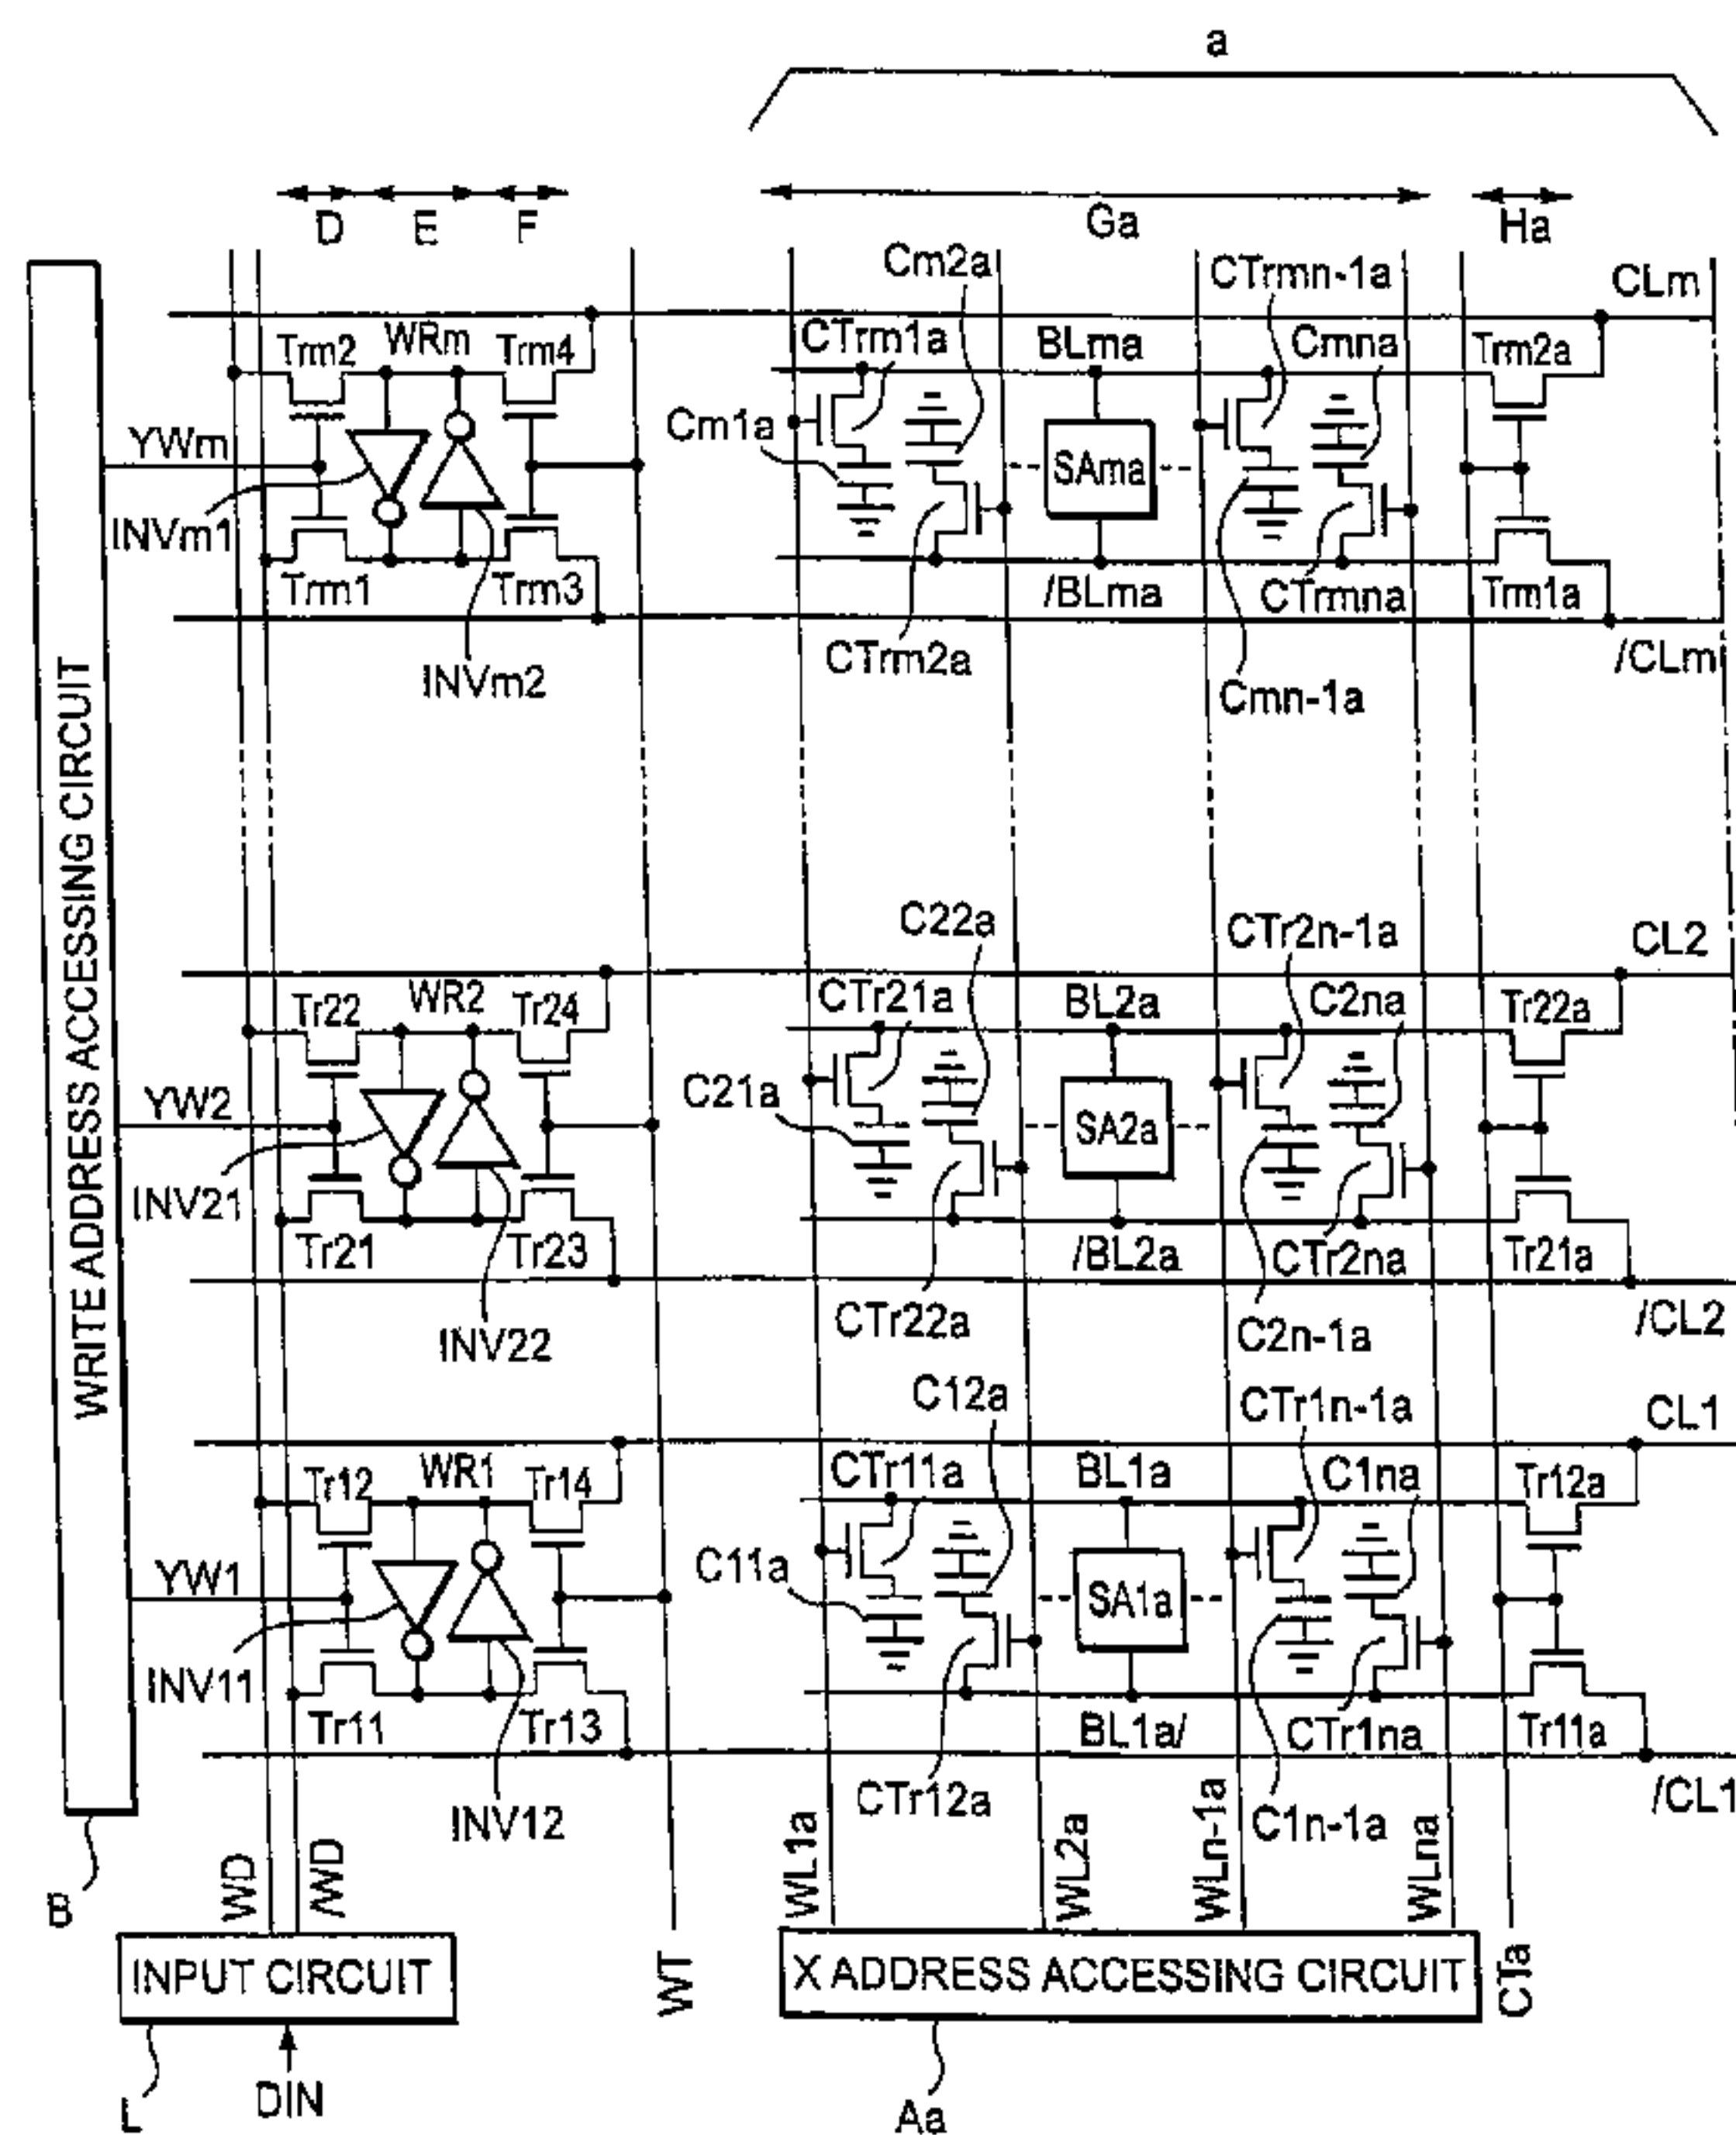 a
D E F Ga Ha
Cm2a CTrmn-1a CLm
Trm2 WRm Trm4 CTrm1a BLma Cmna Trm2a
YWm Cm1a SAma
INVm1
Trm1 Trm3 /BLma CTrmna Trm1a
INVm2 CTrm2a Cmn-1a /CLm
WRITE ADDRESS ACCESSING CIRCUIT
C22a CTr2n-1a CL2
Tr22 WR2 Tr24 CTr21a BL2a C2na Tr22a
YW2 C21a SA2a
INV21
Tr21 Tr23 /BL2a CTr2na Tr21a
INV22 CTr22a C2n-1a /CL2
C12a CTr1n-1a CL1
Tr12 WR1 Tr14 CTr11a BL1a C1na Tr12a
YW1 C11a SA1a
INV11
Tr11 Tr13 BL1a/ CTr1na Tr11a
INV12 CTr12a C1n-1a /CL1
B WD /WD WT WL1a WL2a WLn-1a WLna CTa
INPUT CIRCUIT X ADDRESS ACCESSING CIRCUIT
L DIN Aa